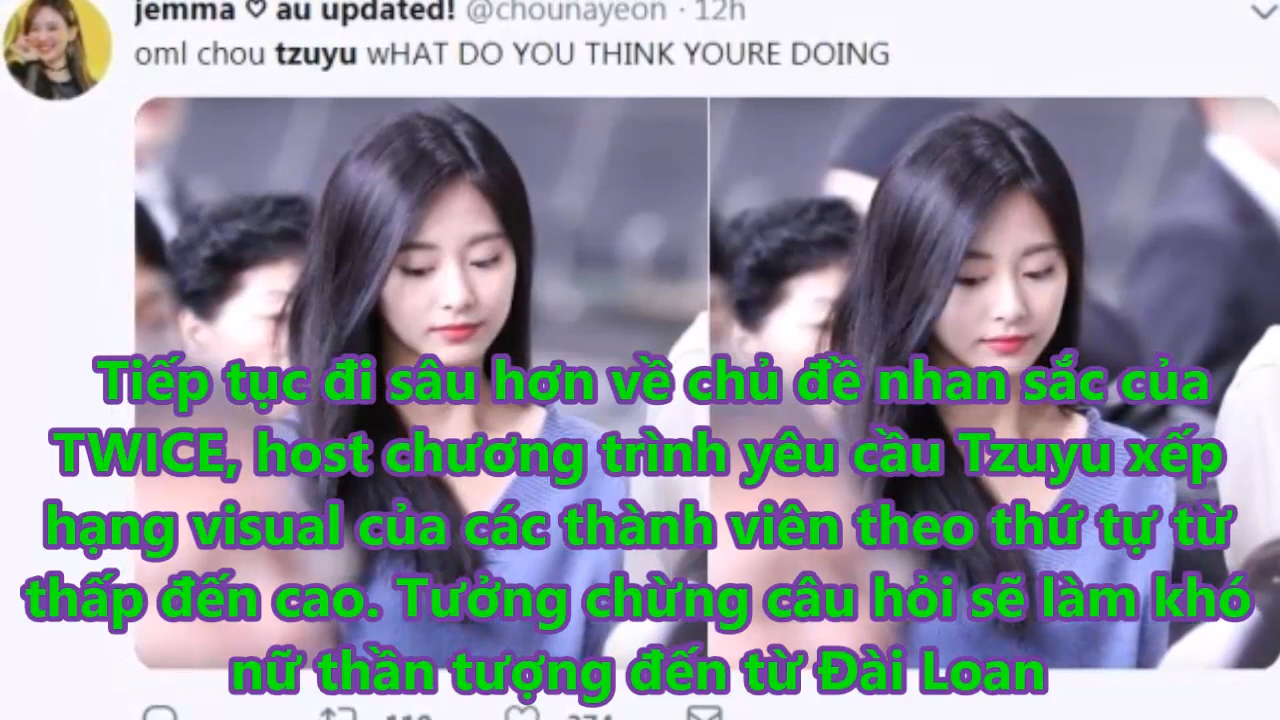 jemma ♡ au updated! @chounayeon · 12h
oml chou tzuyu wHAT DO YOU THINK YOURE DOING
Tiếp tục đi sâu hơn về chủ đề nhan sắc của
TWICE, host chương trình yêu cầu Tzuyu xếp
hạng visual của các thành viên theo thứ tự từ
thấp đến cao. Tưởng chừng câu hỏi sẽ làm khó
nữ thần tượng đến từ Đài Loan